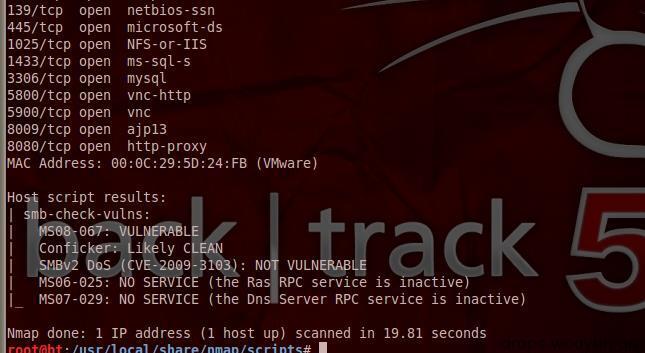 139/tcp open netbios-ssn
445/tcp open microsoft-ds
1025/tcp open NFS-or-IIS
1433/tcp open ms-sql-s
3306/tcp open mysql
5800/tcp open vnc-http
5900/tcp open vnc
8009/tcp open ajp13
8080/tcp open http-proxy
MAC Address: 00:0C:29:5D:24:FB (VMware)
Host script results:
| smb-check-vulns:
| MS08-067: VULNERABLE
| Conficker: Likely CLEAN
| SMBv2 DoS (CVE-2009-3103): NOT VULNERABLE
| MS06-025: NO SERVICE (the Ras RPC service is inactive)
|_ MS07-029: NO SERVICE (the Dns Server RPC service is inactive)
Nmap done: 1 IP address (1 host up) scanned in 19.81 seconds
root@bt:/usr/local/share/nmap/scripts#
back|track 5